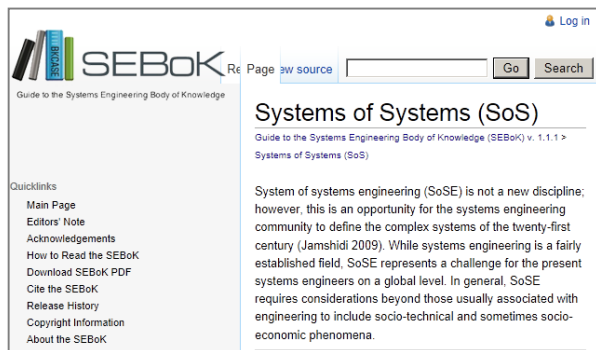 Log in
BKCASE
SEBoK
Re Page ew source Go Search
Guide to the Systems Engineering Body of Knowledge
Systems of Systems (SoS)
Guide to the Systems Engineering Body of Knowledge (SEBoK) v. 1.1.1 >
Systems of Systems (SoS)
Quicklinks
Main Page
Editors' Note
Acknowledgements
How to Read the SEBoK
Download SEBoK PDF
Cite the SEBoK
Release History
Copyright Information
About the SEBoK
System of systems engineering (SoSE) is not a new discipline;
however, this is an opportunity for the systems engineering
community to define the complex systems of the twenty-first
century (Jamshidi 2009). While systems engineering is a fairly
established field, SoSE represents a challenge for the present
systems engineers on a global level. In general, SoSE
requires considerations beyond those usually associated with
engineering to include socio-technical and sometimes socio-
economic phenomena.